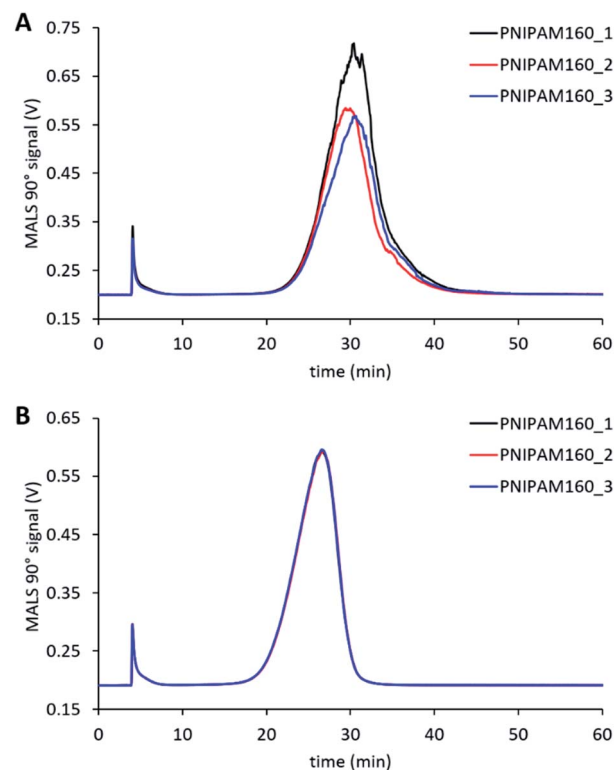 A
0.75
0.65
0.55
0.45
0.35
0.25
0.15
MALS 90° signal (V)
PNIPAM160_1
PNIPAM160_2
PNIPAM160_3
0 10 20 30 40 50 60
time (min)
B
0.65
0.55
0.45
0.35
0.25
0.15
MALS 90° signal (V)
PNIPAM160_1
PNIPAM160_2
PNIPAM160_3
0 10 20 30 40 50 60
time (min)